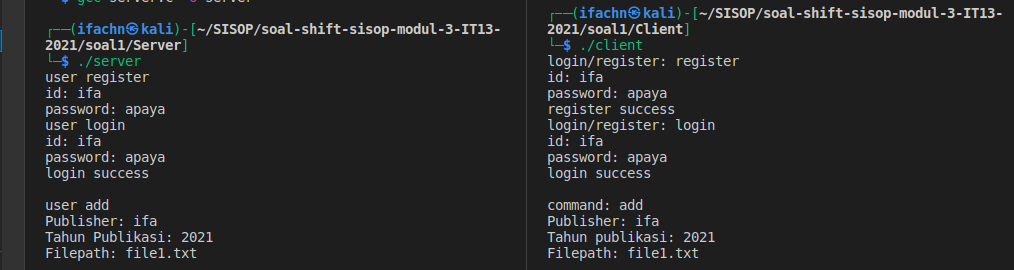 ┌──(ifachn㉿kali)-[~/SISOP/soal-shift-sisop-modul-3-IT13-
2021/soal1/Server]
└─$ ./server
user register
id: ifa
password: apaya
user login
id: ifa
password: apaya
login success
user add
Publisher: ifa
Tahun Publikasi: 2021
Filepath: file1.txt
┌──(ifachn㉿kali)-[~/SISOP/soal-shift-sisop-modul-3-IT13-
2021/soal1/Client]
└─$ ./client
login/register: register
id: ifa
password: apaya
register success
login/register: login
id: ifa
password: apaya
login success
command: add
Publisher: ifa
Tahun publikasi: 2021
Filepath: file1.txt